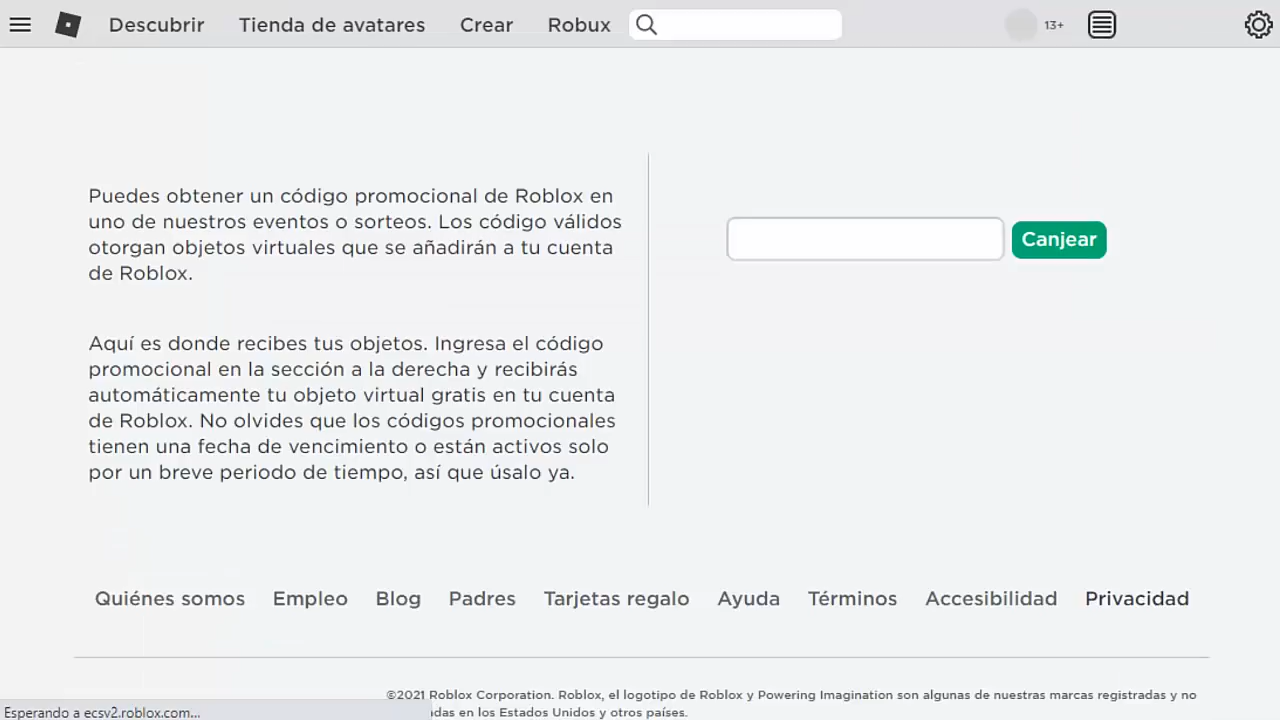 Descubrir Tienda de avatares Crear Robux 13+
Puedes obtener un código promocional de Roblox en
uno de nuestros eventos o sorteos. Los código válidos
otorgan objetos virtuales que se añadirán a tu cuenta
de Roblox.
Aquí es donde recibes tus objetos. Ingresa el código
promocional en la sección a la derecha y recibirás
automáticamente tu objeto virtual gratis en tu cuenta
de Roblox. No olvides que los códigos promocionales
tienen una fecha de vencimiento o están activos solo
por un breve periodo de tiempo, así que úsalo ya.
Canjear
Quiénes somos Empleo Blog Padres Tarjetas regalo Ayuda Términos Accesibilidad Privacidad
©2021 Roblox Corporation. Roblox, el logotipo de Roblox y Powering Imagination son algunas de nuestras marcas registradas y no
en los Estados Unidos y otros países.
Esperando a ecsv2.roblox.com...